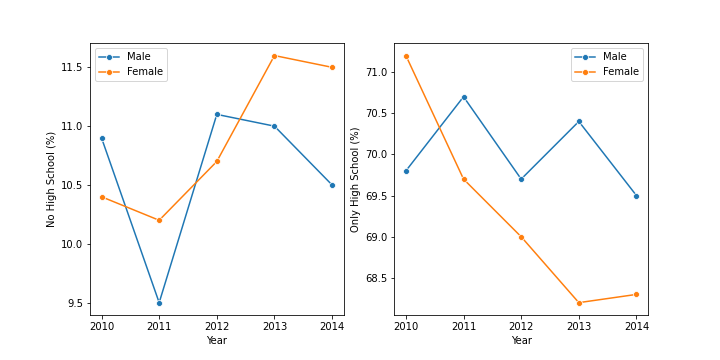 Male
Female
11.5
11.0
10.5
10.0
9.5
No High School (%)
2010 2011 2012 2013 2014
Year
Male
Female
71.0
70.5
70.0
69.5
69.0
68.5
Only High School (%)
2010 2011 2012 2013 2014
Year